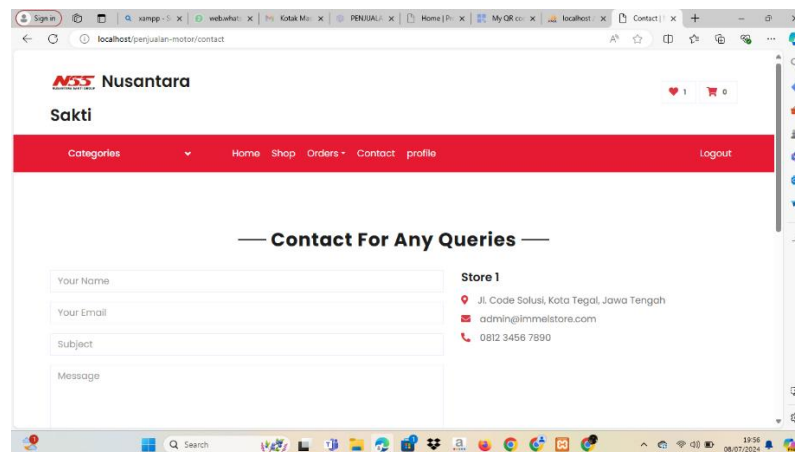 Sign in
xampp - S
web.whats
Kotak Ma
PENJUALA
Home | Pe
My QR co
localhost /
Contact |
localhost/penjualan-motor/contact
NSS Nusantara
Sakti
1
0
Categories
Home Shop Orders Contact profile
Logout
Contact For Any Queries
Your Name
Your Email
Subject
Message
Store 1
Jl. Code Solusi, Kota Tegal, Jawa Tengah
admin@immelstore.com
0812 3456 7890
Search
19:56
08/07/2024